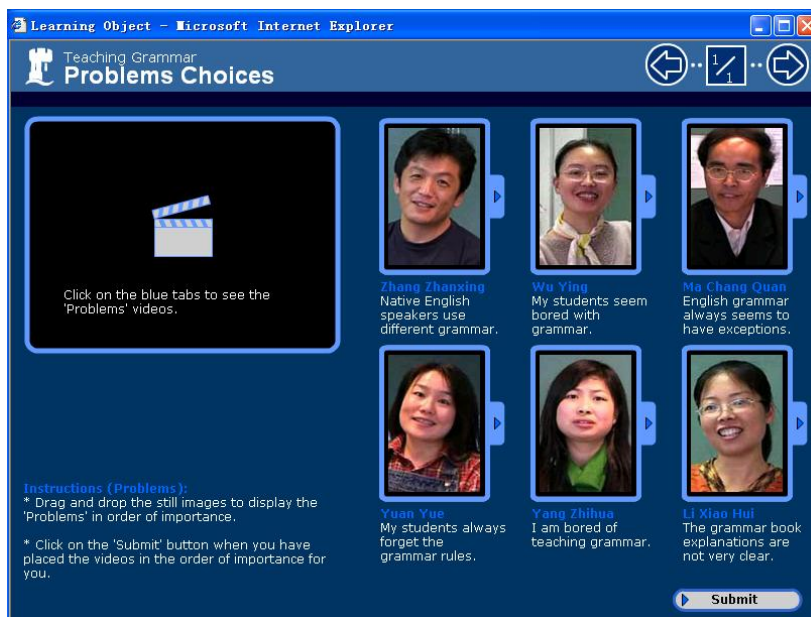 Learning Object - Microsoft Internet Explorer
Teaching Grammar
Problems Choices
1/1
Click on the blue tabs to see the
'Problems' videos.
Zhang Zhanxing
Native English
speakers use
different grammar.
Wu Ying
My students seem
bored with
grammar.
Ma Chang Quan
English grammar
always seems to
have exceptions.
Yuan Yue
My students always
forget the
grammar rules.
Yang Zhihua
I am bored of
teaching grammar.
Li Xiao Hui
The grammar book
explanations are
not very clear.
Instructions (Problems):
* Drag and drop the still images to display the
'Problems' in order of importance.
* Click on the 'Submit' button when you have
placed the videos in the order of importance for
you.
Submit